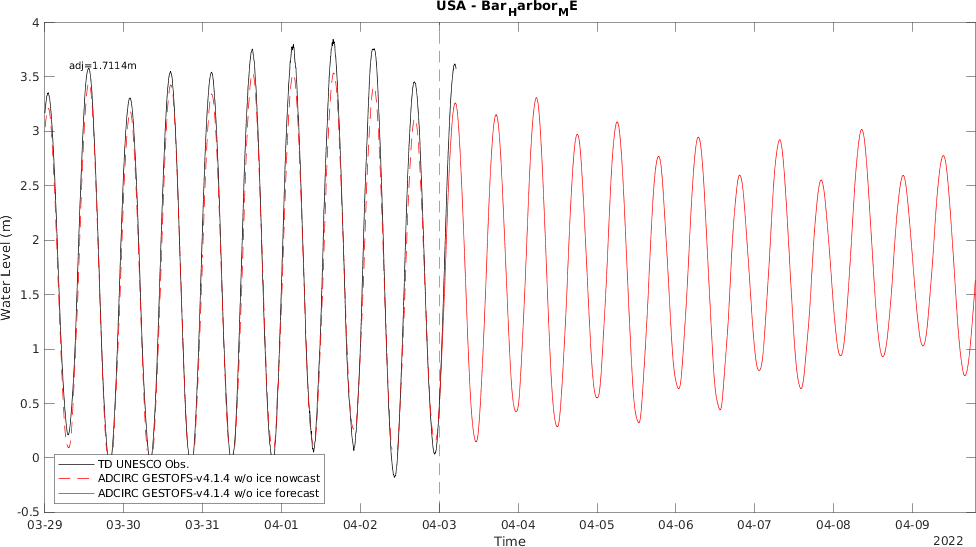 USA - Bar_Harbor_ME
4
3.5
3
2.5
2
1.5
1
0.5
0
-0.5
Water Level (m)
adj=1.7114m
TD UNESCO Obs.
ADCIRC GESTOFS-v4.1.4 w/o ice nowcast
ADCIRC GESTOFS-v4.1.4 w/o ice forecast
03-29 03-30 03-31 04-01 04-02 04-03 04-04 04-05 04-06 04-07 04-08 04-09
Time
2022